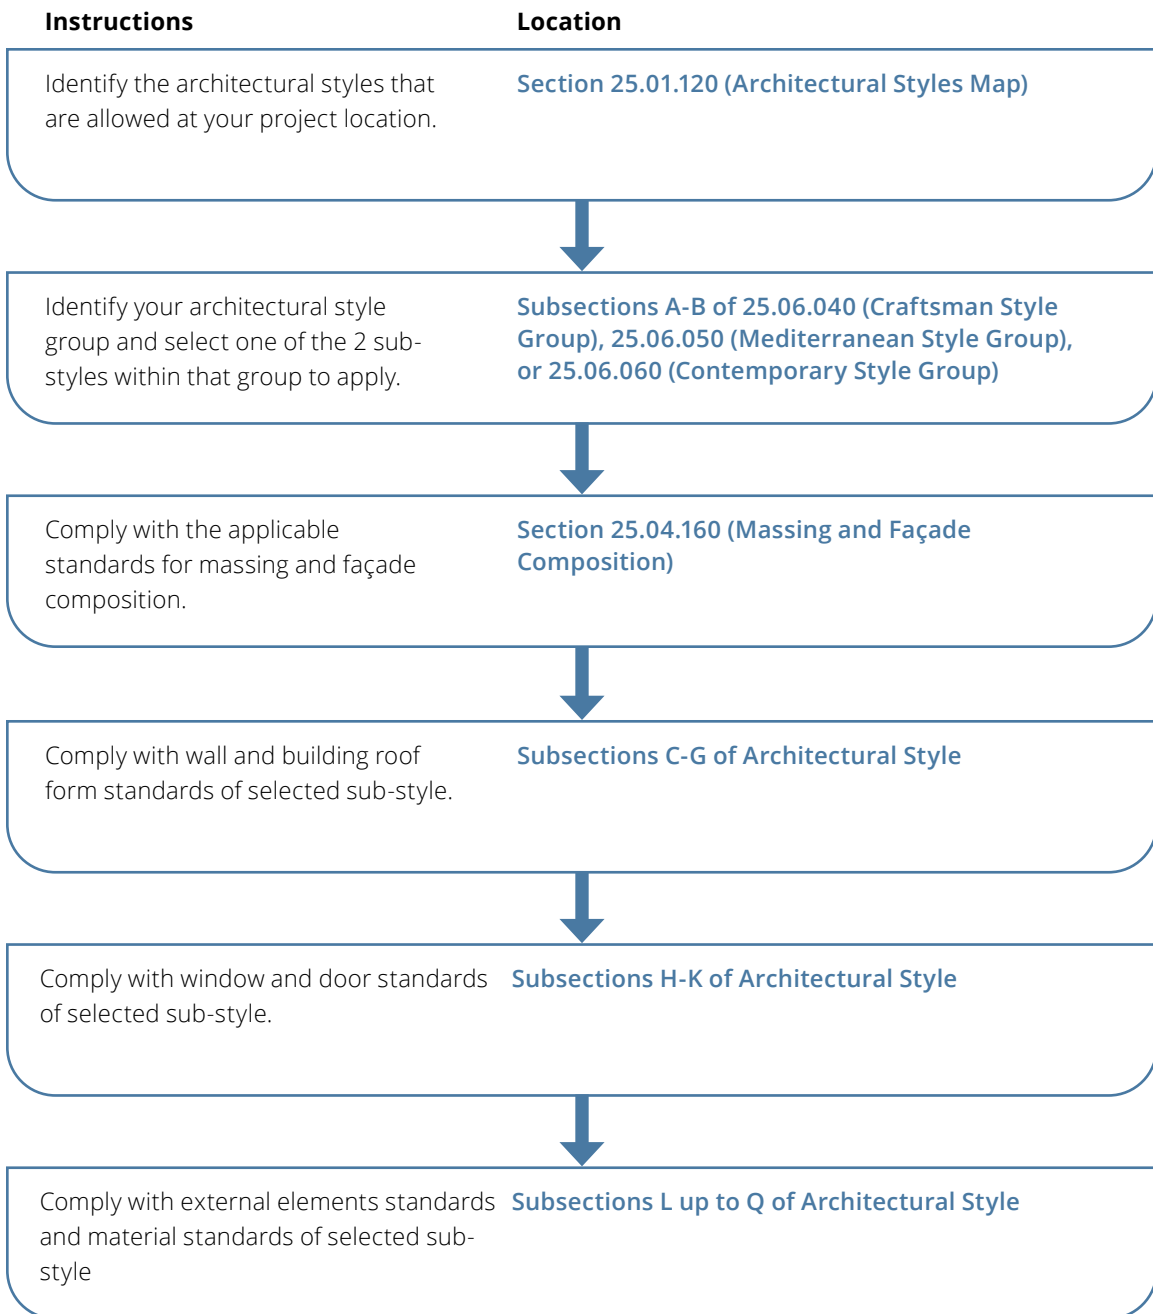 Instructions
Location
Identify the architectural styles that
are allowed at your project location.
Section 25.01.120 (Architectural Styles Map)
Identify your architectural style
group and select one of the 2 sub-
styles within that group to apply.
Subsections A-B of 25.06.040 (Craftsman Style
Group), 25.06.050 (Mediterranean Style Group),
or 25.06.060 (Contemporary Style Group)
Comply with the applicable
standards for massing and façade
composition.
Section 25.04.160 (Massing and Façade
Composition)
Comply with wall and building roof
form standards of selected sub-style.
Subsections C-G of Architectural Style
Comply with window and door standards
of selected sub-style.
Subsections H-K of Architectural Style
Comply with external elements standards
and material standards of selected sub-
style
Subsections L up to Q of Architectural Style